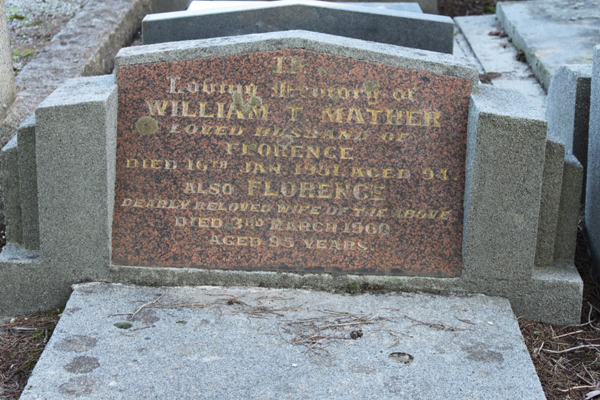 In
Loving Memory of
WILLIAM T. MATHER
LOVED HUSBAND OF
FLORENCE
DIED 16TH JAN 1951 AGED 94.
ALSO FLORENCE
DEARLY BELOVED WIFE OF THE ABOVE
DIED 3RD MARCH 1960
AGED 95 YEARS.